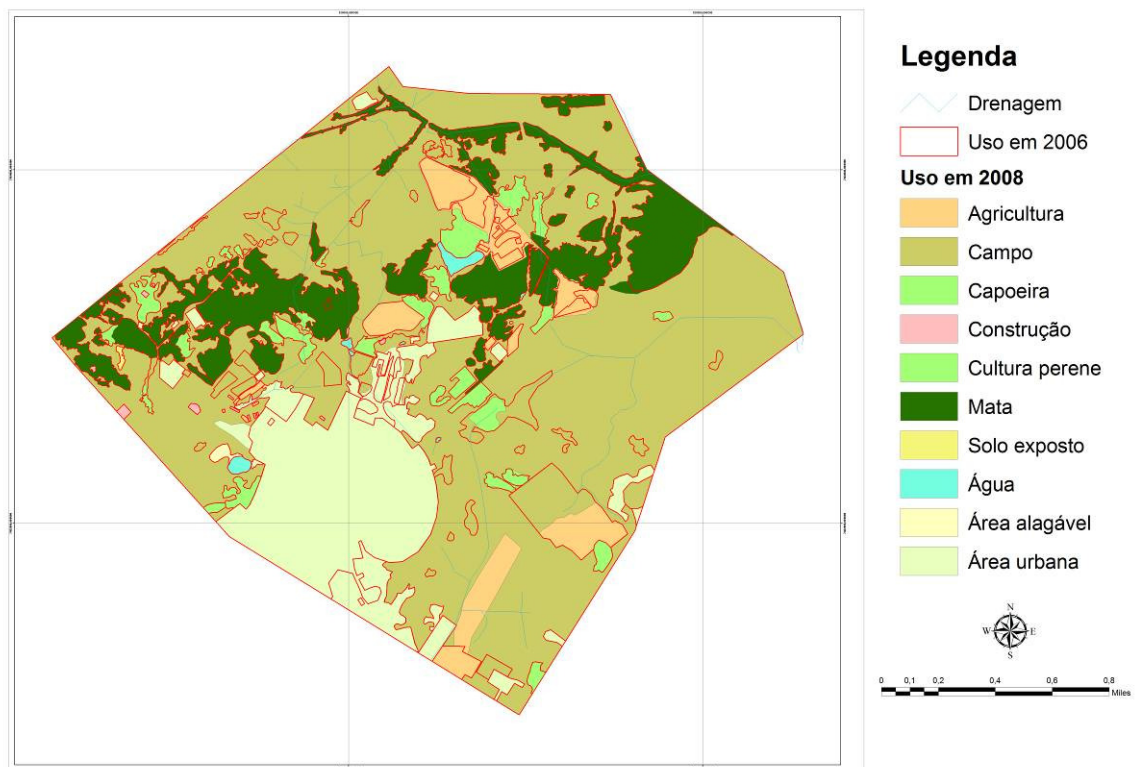 Legenda
Drenagem
Uso em 2006
Uso em 2008
Agricultura
Campo
Capoeira
Construção
Cultura perene
Mata
Solo exposto
Água
Área alagável
Área urbana
N
W E
S
0 0,1 0,2 0,4 0,6 0,8
Miles